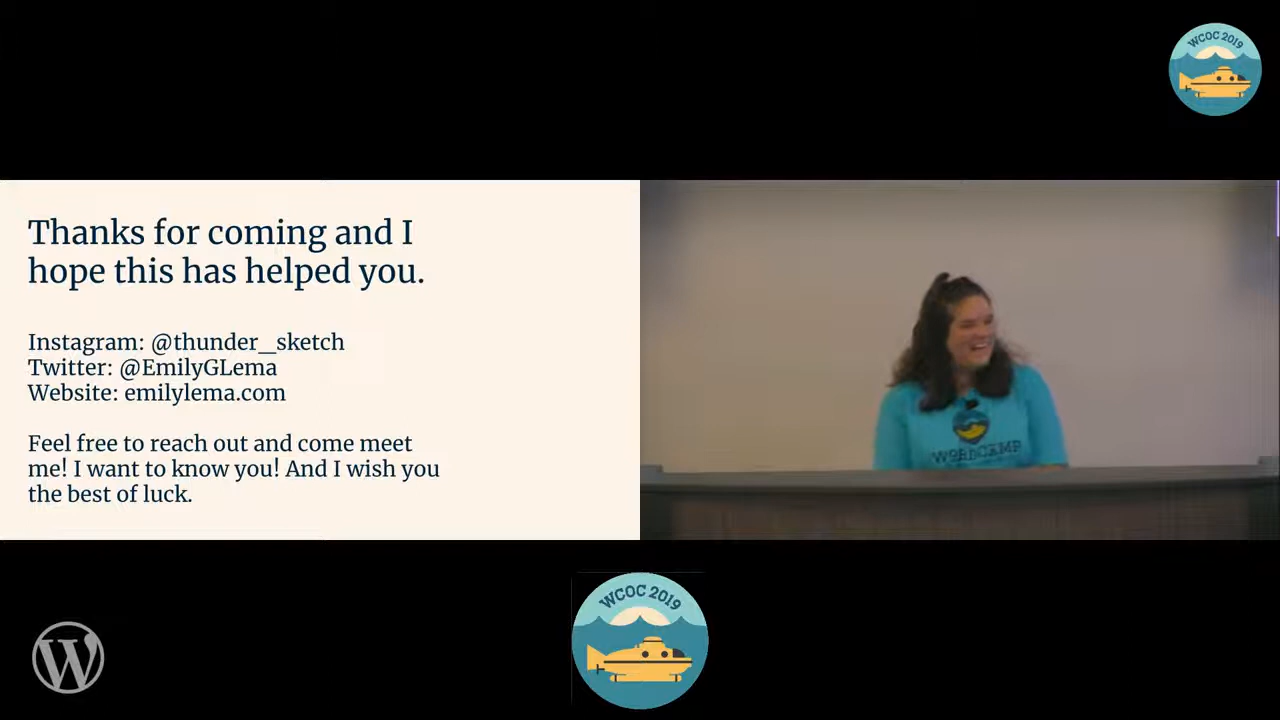 WCOC 2019
Thanks for coming and I
hope this has helped you.
Instagram: @thunder_sketch
Twitter: @EmilyGLema
Website: emilylema.com
Feel free to reach out and come meet
me! I want to know you! And I wish you
the best of luck.
WORDCAMP
W
WCOC 2019